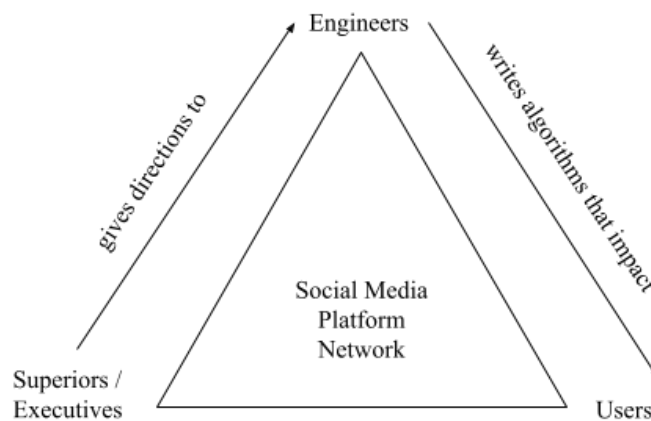 Engineers
gives directions to
writes algorithms that impact
Social Media
Platform
Network
Superiors /
Executives
Users